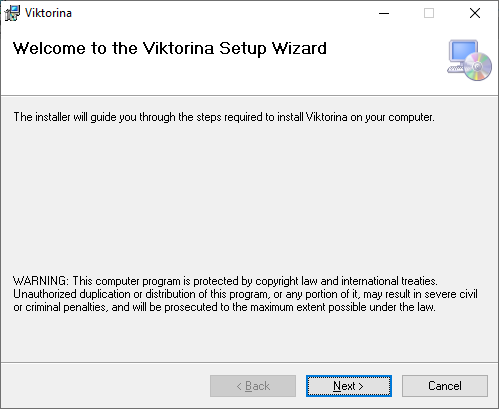 Viktorina
Welcome to the Viktorina Setup Wizard
The installer will guide you through the steps required to install Viktorina on your computer.
WARNING: This computer program is protected by copyright law and international treaties.
Unauthorized duplication or distribution of this program, or any portion of it, may result in severe civil
or criminal penalties, and will be prosecuted to the maximum extent possible under the law.
< Back
Next >
Cancel